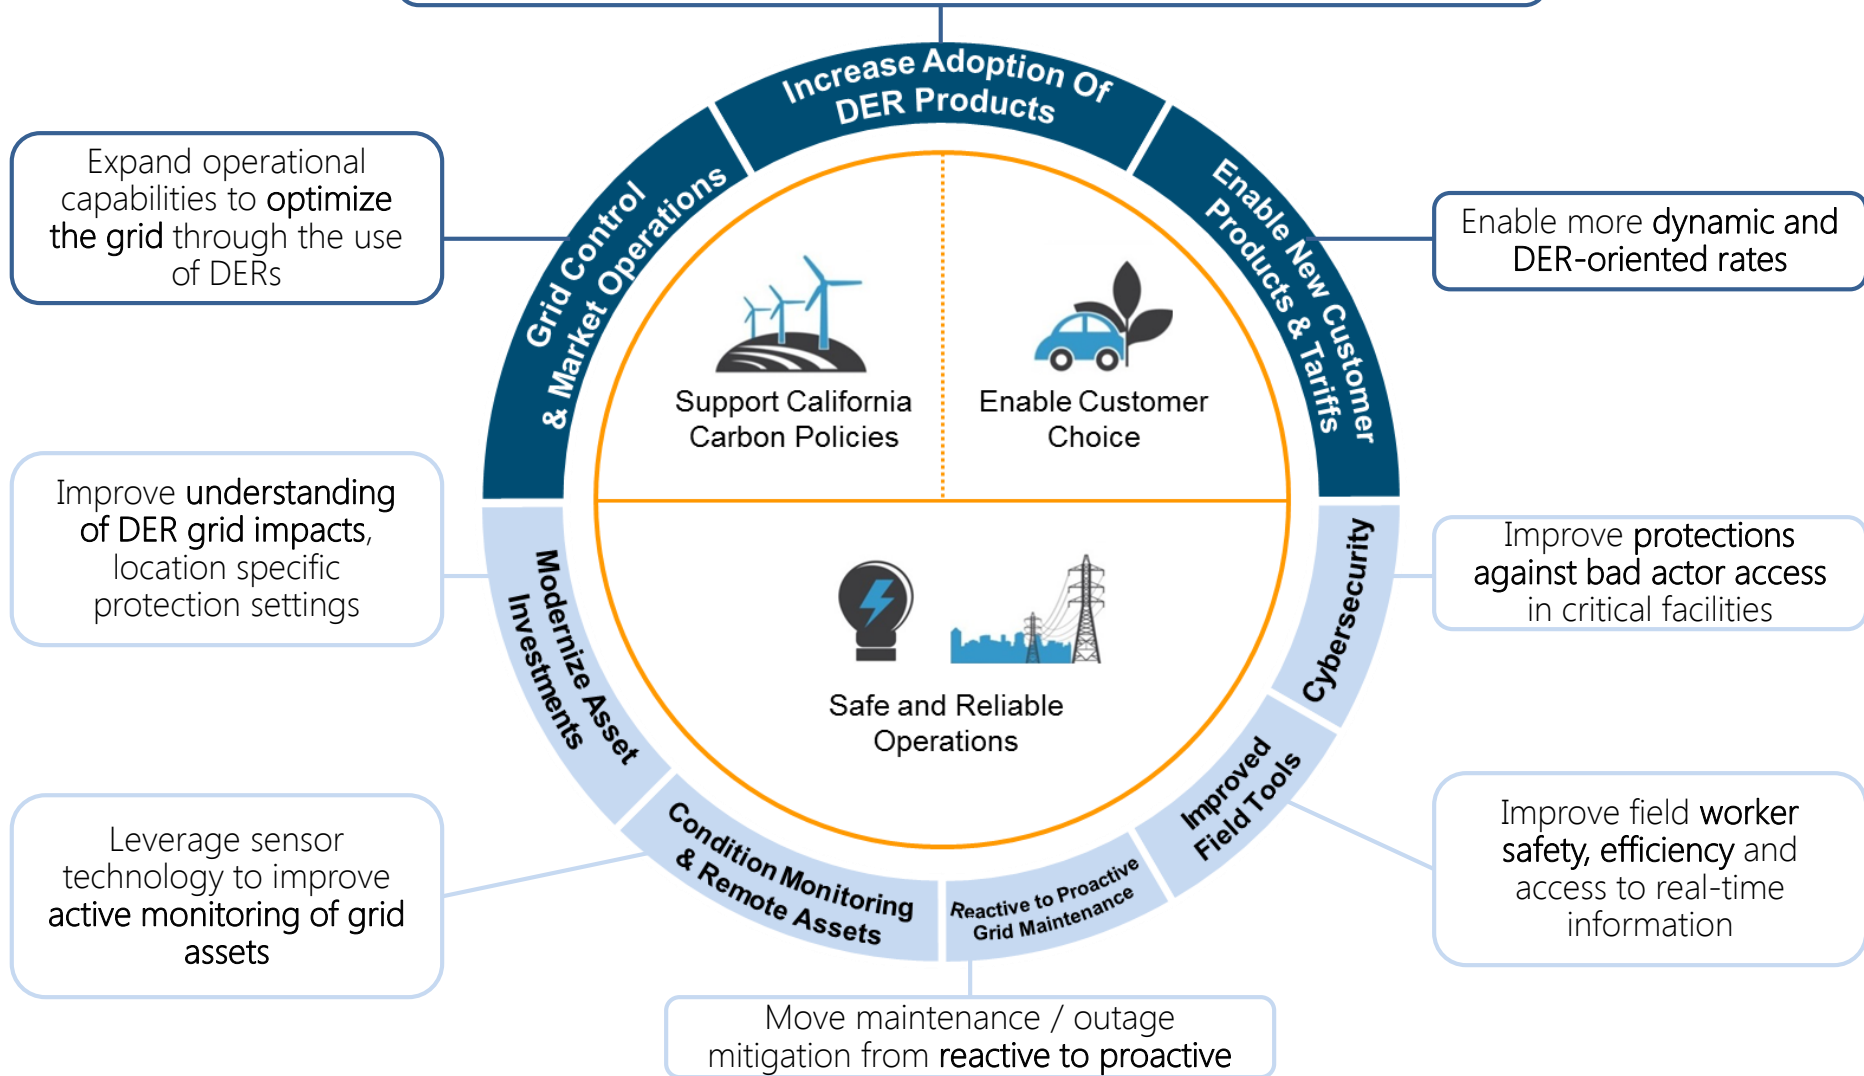 Increase Adoption Of
DER Products
Grid Control
& Market Operations
Enable New Customer
Products & Tariffs
Expand operational
capabilities to optimize
the grid through the use
of DERs
Enable more dynamic and
DER-oriented rates
Support California
Carbon Policies
Enable Customer
Choice
Improve understanding
of DER grid impacts,
location specific
protection settings
Modernize Asset
Investments
Cybersecurity
Improve protections
against bad actor access
in critical facilities
Safe and Reliable
Operations
Improved
Field Tools
Improve field worker
safety, efficiency and
access to real-time
information
Leverage sensor
technology to improve
active monitoring of grid
assets
Condition Monitoring
& Remote Assets
Reactive to Proactive
Grid Maintenance
Move maintenance / outage
mitigation from reactive to proactive